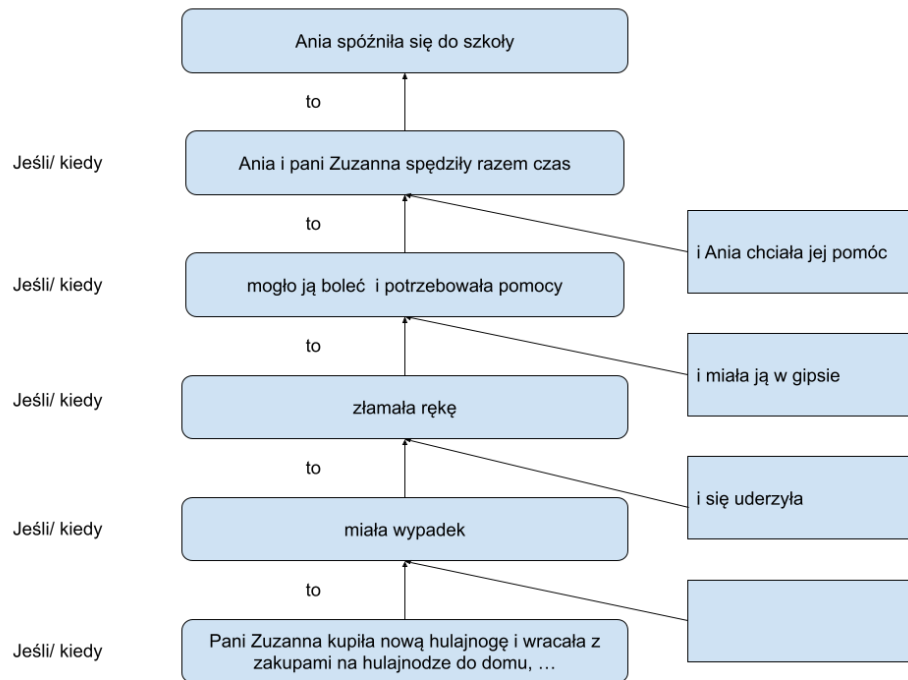 Ania spóźniła się do szkoły
to
Jeśli/ kiedy
Ania i pani Zuzanna spędziły razem czas
to
i Ania chciała jej pomóc
Jeśli/ kiedy
mogło ją boleć  i potrzebowała pomocy
to
i miała ją w gipsie
Jeśli/ kiedy
złamała rękę
to
i się uderzyła
Jeśli/ kiedy
miała wypadek
to
Jeśli/ kiedy
Pani Zuzanna kupiła nową hulajnogę i wracała z
zakupami na hulajnodze do domu, …